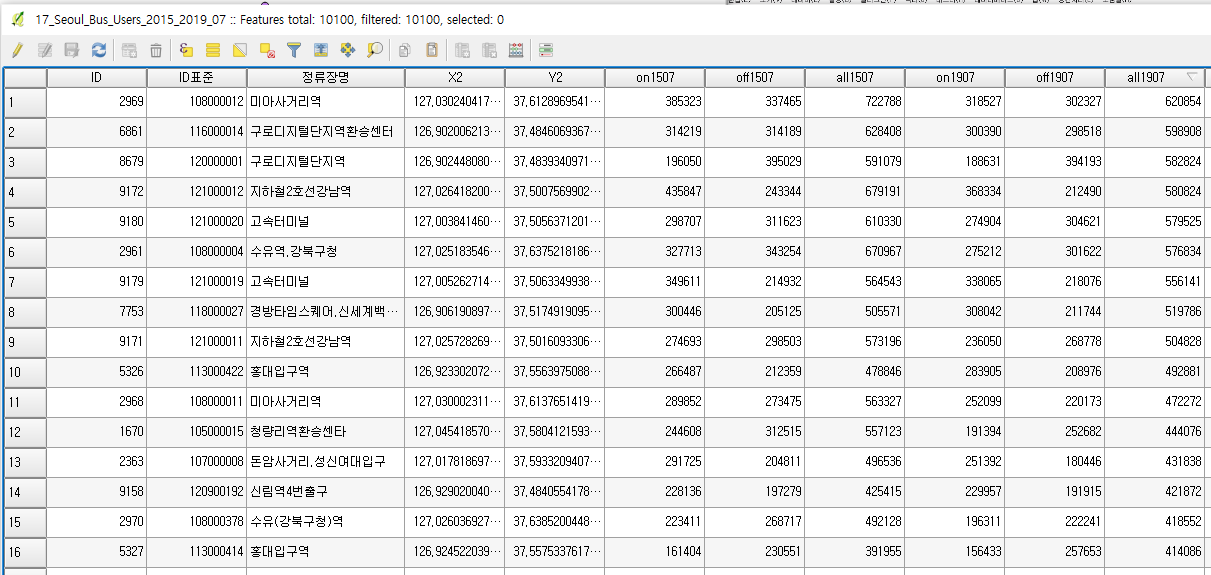 17_Seoul_Bus_Users_2015_2019_07 :: Features total: 10100, filtered: 10100, selected: 0
ID ID표준 정류장명 X2 Y2 on1507 off1507 all1507 on1907 off1907 all1907
1 2969 108000012 미아사거리역 127,030240417… 37,6128969541… 385323 337465 722788 318527 302327 620854
2 6861 116000014 구로디지털단지역환승센터 126,902006213… 37,4846069367… 314219 314189 628408 300390 298518 598908
3 8679 120000001 구로디지털단지역 126,902448080… 37,4839340971… 196050 395029 591079 188631 394193 582824
4 9172 121000012 지하철2호선강남역 127,026418200… 37,5007569902… 435847 243344 679191 368334 212490 580824
5 9180 121000020 고속터미널 127,003841460… 37,5056371201… 298707 311623 610330 274904 304621 579525
6 2961 108000004 수유역,강북구청 127,025183546… 37,6375218186… 327713 343254 670967 275212 301622 576834
7 9179 121000019 고속터미널 127,005262714… 37,5063349938… 349611 214932 564543 338065 218076 556141
8 7753 118000027 경방타임스퀘어,신세계백… 126,906190897… 37,5174919095… 300446 205125 505571 308042 211744 519786
9 9171 121000011 지하철2호선강남역 127,025728269… 37,5016093306… 274693 298503 573196 236050 268778 504828
10 5326 113000422 홍대입구역 126,923302072… 37,5563975088… 266487 212359 478846 283905 208976 492881
11 2968 108000011 미아사거리역 127,030002311… 37,6137651419… 289852 273475 563327 252099 220173 472272
12 1670 105000015 청량리역환승센타 127,045418570… 37,5804121593… 244608 312515 557123 191394 252682 444076
13 2363 107000008 돈암사거리,성신여대입구 127,017818697… 37,5933209407… 291725 204811 496536 251392 180446 431838
14 9158 120900192 신림역4번출구 126,929020040… 37,4840554178… 228136 197279 425415 229957 191915 421872
15 2970 108000378 수유(강북구청)역 127,026036927… 37,6385200448… 223411 268717 492128 196311 222241 418552
16 5327 113000414 홍대입구역 126,924522039… 37,5575337617… 161404 230551 391955 156433 257653 414086